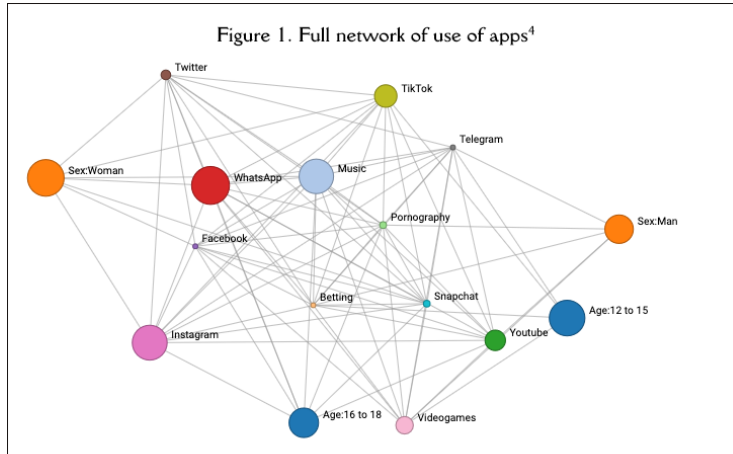 Figure 1. Full network of use of apps4
Twitter
TikTok
Telegram
Sex:Woman
WhatsApp
Music
Pornography
Sex:Man
Facebook
Betting
Snapchat
Age:12 to 15
Instagram
Youtube
Age:16 to 18
Videogames